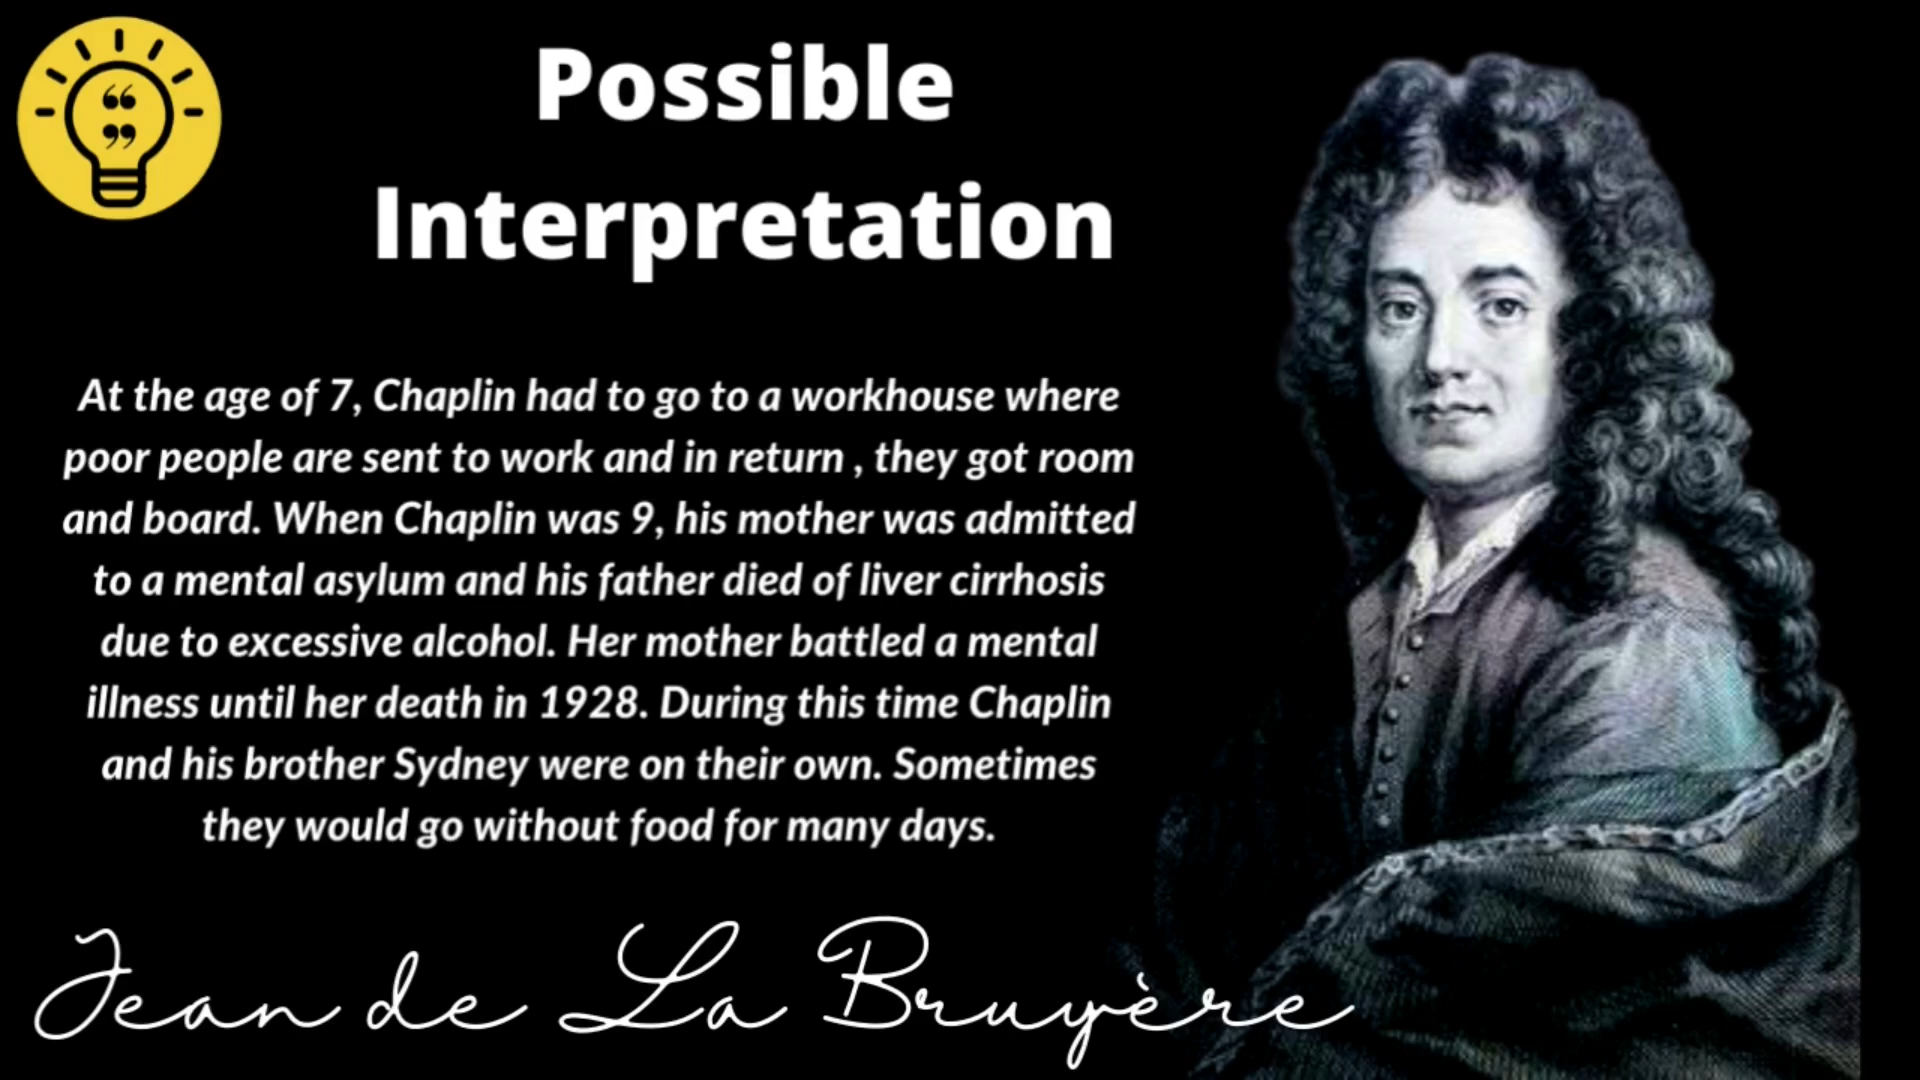 Possible
Interpretation
At the age of 7, Chaplin had to go to a workhouse where
poor people are sent to work and in return , they got room
and board. When Chaplin was 9, his mother was admitted
to a mental asylum and his father died of liver cirrhosis
due to excessive alcohol. Her mother battled a mental
illness until her death in 1928. During this time Chaplin
and his brother Sydney were on their own. Sometimes
they would go without food for many days.
Jean de La Bruyère